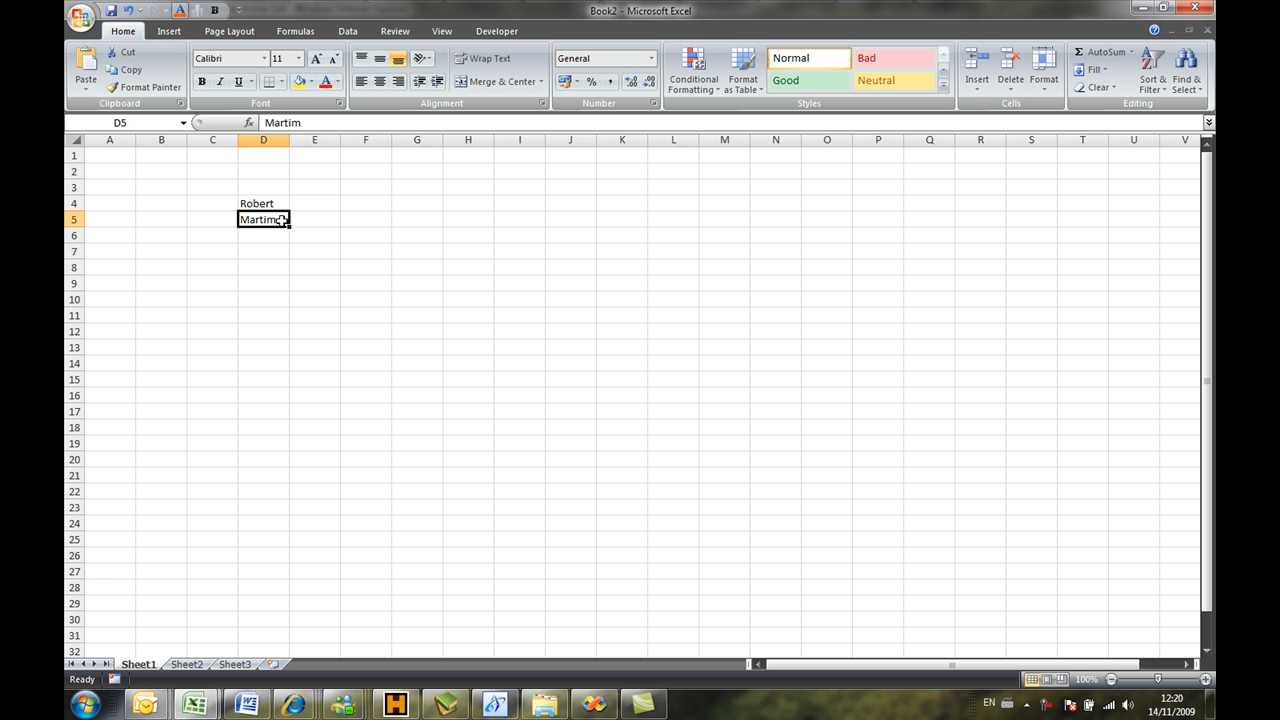 Book2 - Microsoft Excel
Home Insert Page Layout Formulas Data Review View Developer
Paste
Cut
Copy
Format Painter
Clipboard
Calibri 11
B I U
Font
Wrap Text
Merge & Center
Alignment
General
%
Number
Conditional Formatting
Format as Table
Normal Bad
Good Neutral
Styles
Insert Delete Format
Cells
AutoSum
Fill
Clear
Sort & Filter
Find & Select
Editing
D5 fx Martim
A B C D E F G H I J K L M N O P Q R S T U V
1
2
3
4 Robert
5 Martim
6
7
8
9
10
11
12
13
14
15
16
17
18
19
20
21
22
23
24
25
26
27
28
29
30
31
32
Sheet1 Sheet2 Sheet3
Ready 100%
EN 12:20
14/11/2009